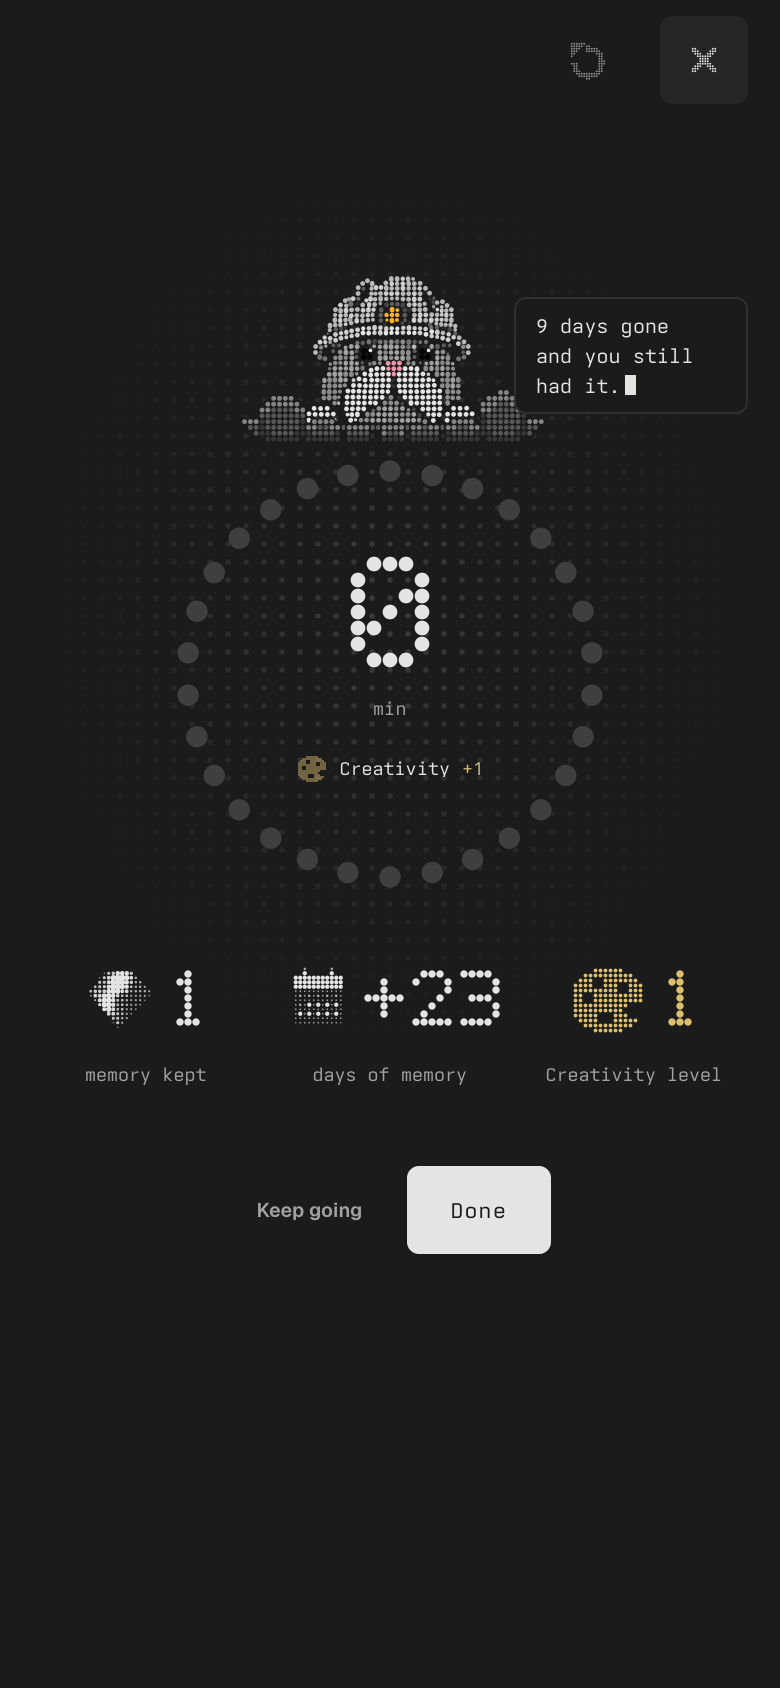 9 days gone
and you still
had it.
0
min
Creativity +1
1
+23
1
memory kept
days of memory
Creativity level
Keep going
Done